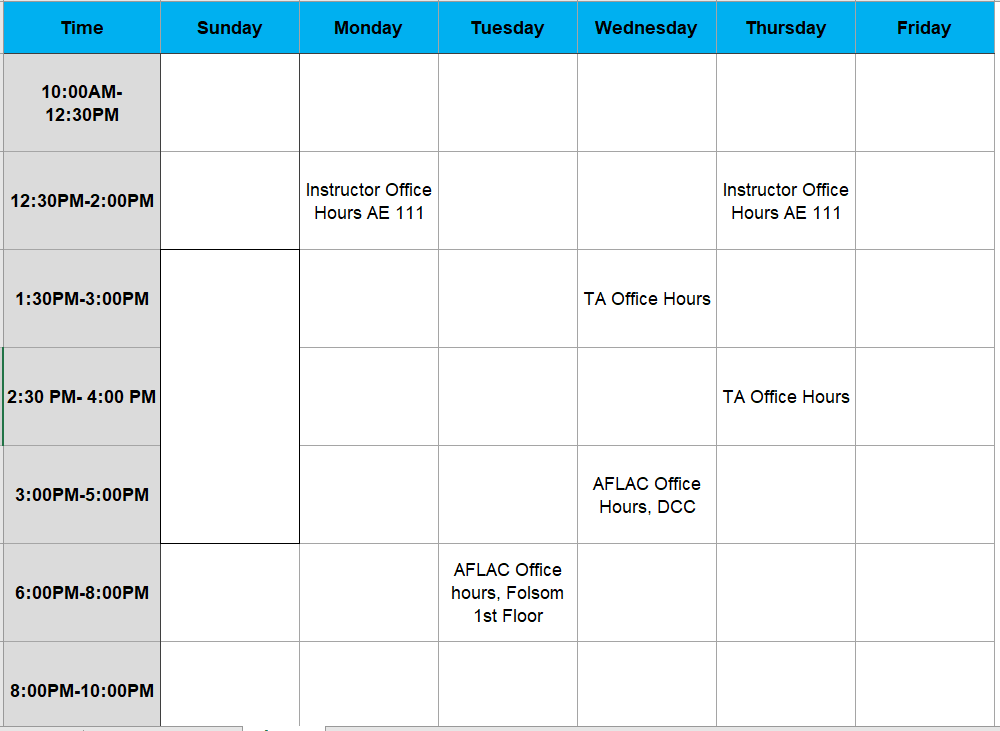 Time Sunday Monday Tuesday Wednesday Thursday Friday
10:00AM-
12:30PM
12:30PM-2:00PM
Instructor Office
Hours AE 111
Instructor Office
Hours AE 111
1:30PM-3:00PM
TA Office Hours
2:30 PM- 4:00 PM
TA Office Hours
3:00PM-5:00PM
AFLAC Office
Hours, DCC
6:00PM-8:00PM
AFLAC Office
hours, Folsom
1st Floor
8:00PM-10:00PM